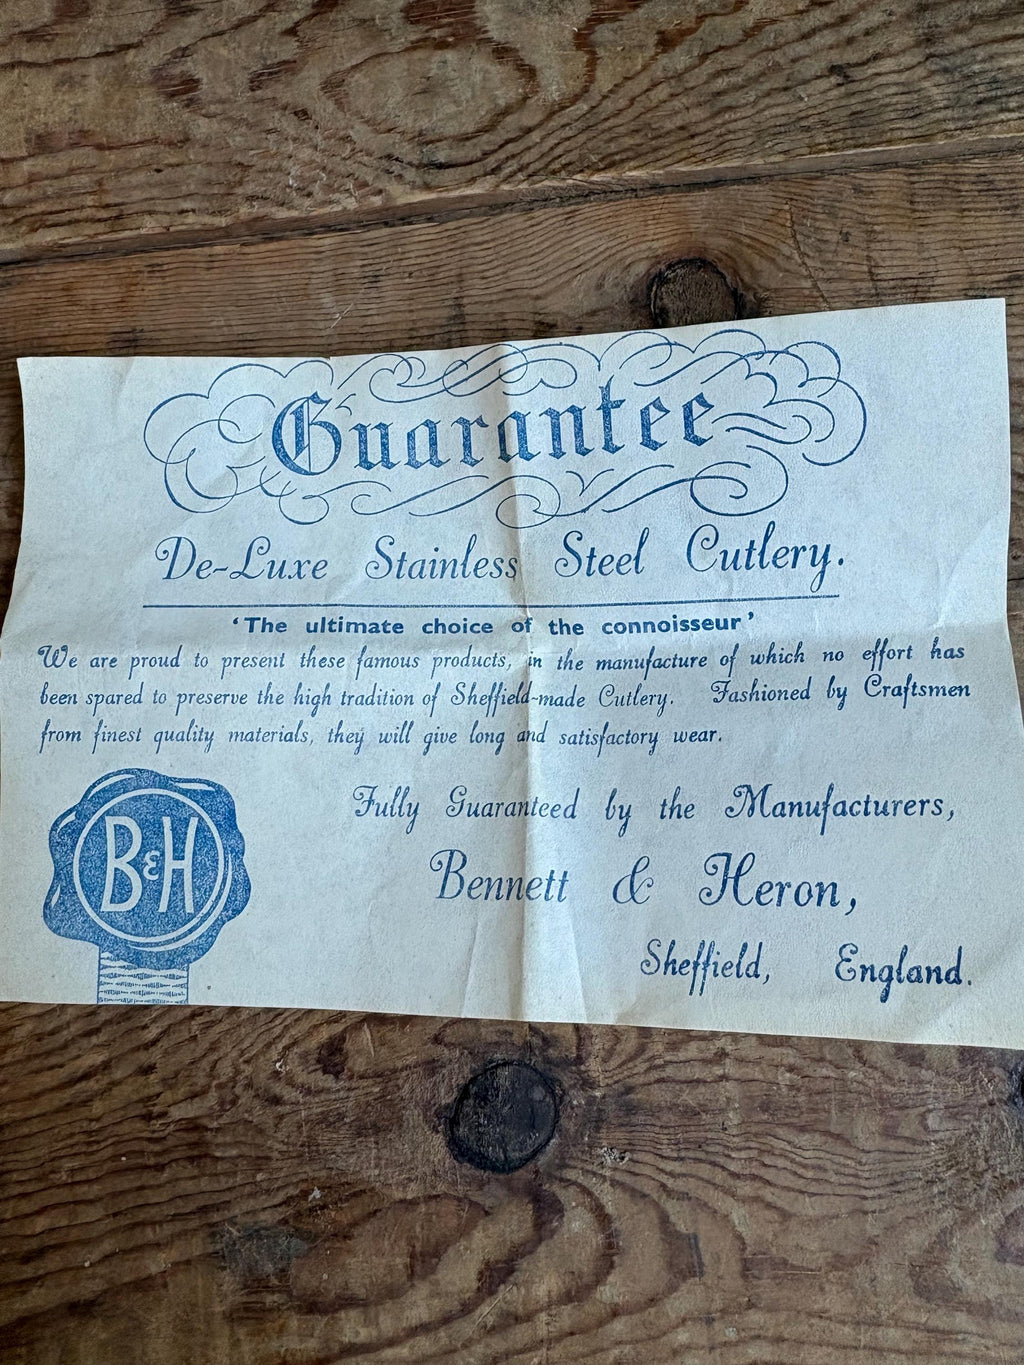 Guarantee
De-Luxe Stainless Steel Cutlery.
‘The ultimate choice of the connoisseur’
We are proud to present these famous products, in the manufacture of which no effort has
been spared to preserve the high tradition of Sheffield-made Cutlery. Fashioned by Craftsmen
from finest quality materials, they will give long and satisfactory wear.
Fully Guaranteed by the Manufacturers,
B&H
Bennett & Heron,
Sheffield, England.